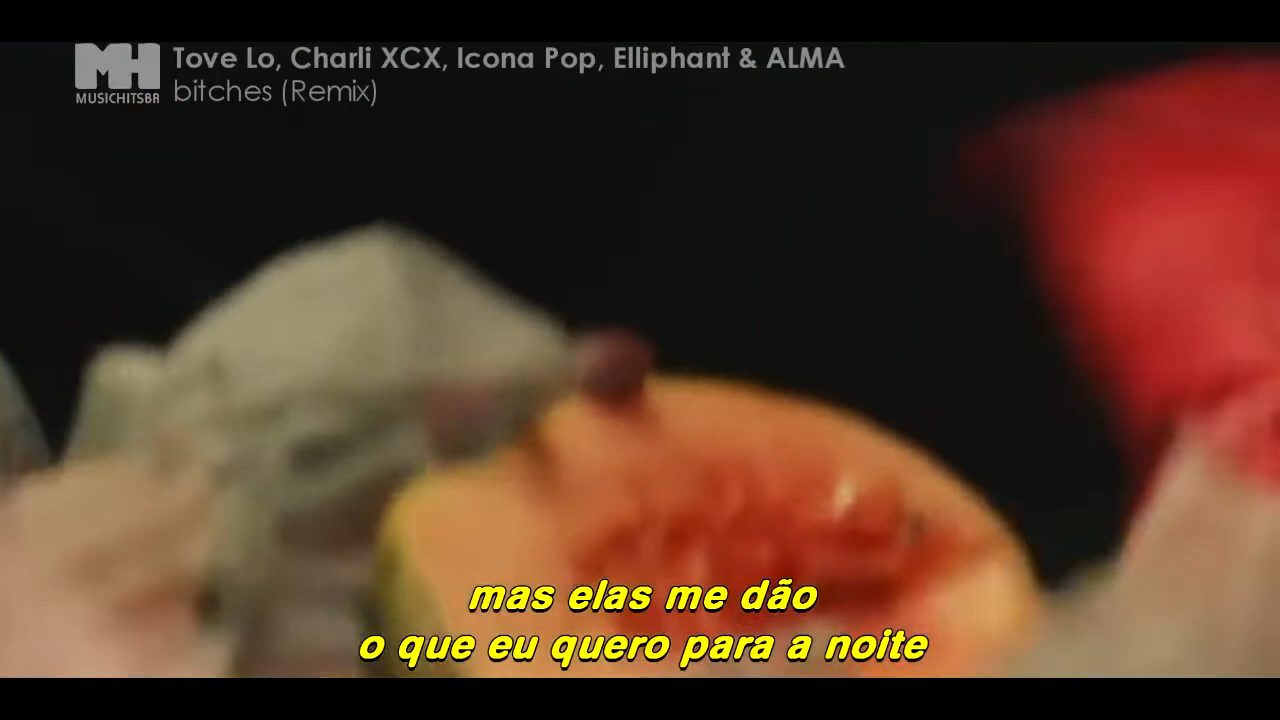 MH
Tove Lo, Charli XCX, Icona Pop, Elliphant & ALMA
MUSICHITSBR
bitches (Remix)
mas elas me dão
o que eu quero para a noite